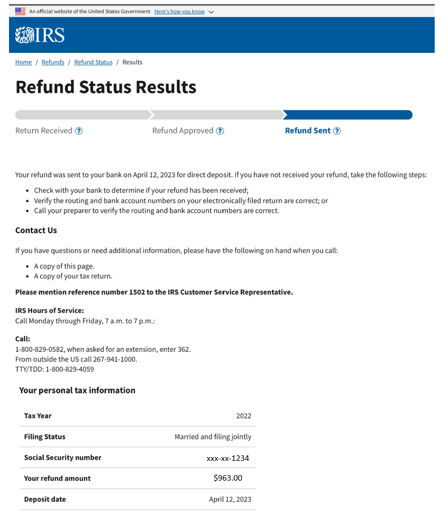 An official website of the United States Government Here's how you know
IRS
Home / Refunds / Refund Status / Results
Refund Status Results
Return Received ?
Refund Approved ?
Refund Sent ?
Your refund was sent to your bank on April 12, 2023 for direct deposit. If you have not received your refund, take the following steps:
• Check with your bank to determine if your refund has been received;
• Verify the routing and bank account numbers on your electronically filed return are correct; or
• Call your preparer to verify the routing and bank account numbers are correct.
Contact Us
If you have questions or need additional information, please have the following on hand when you call:
• A copy of this page.
• A copy of your tax return.
Please mention reference number 1502 to the IRS Customer Service Representative.
IRS Hours of Service:
Call Monday through Friday, 7 a.m. to 7 p.m.:
Call:
1-800-829-0582, when asked for an extension, enter 362.
From outside the US call 267-941-1000.
TTY/TDD: 1-800-829-4059
Your personal tax information
Tax Year 2022
Filing Status Married and filing jointly
Social Security number xxx-xx-1234
Your refund amount $963.00
Deposit date April 12, 2023